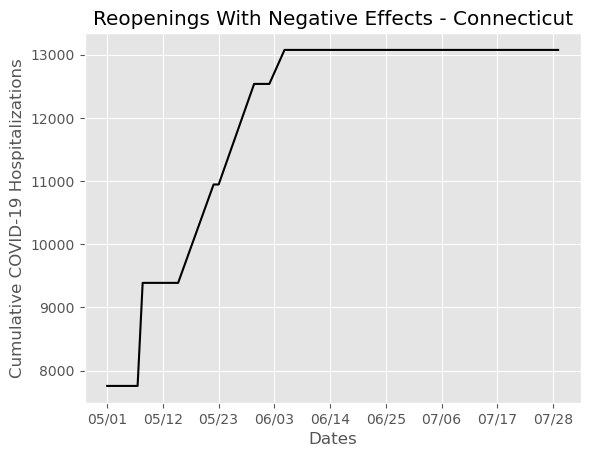 Reopenings With Negative Effects - Connecticut
Cumulative COVID-19 Hospitalizations
13000
12000
11000
10000
9000
8000
05/01 05/12 05/23 06/03 06/14 06/25 07/06 07/17 07/28
Dates